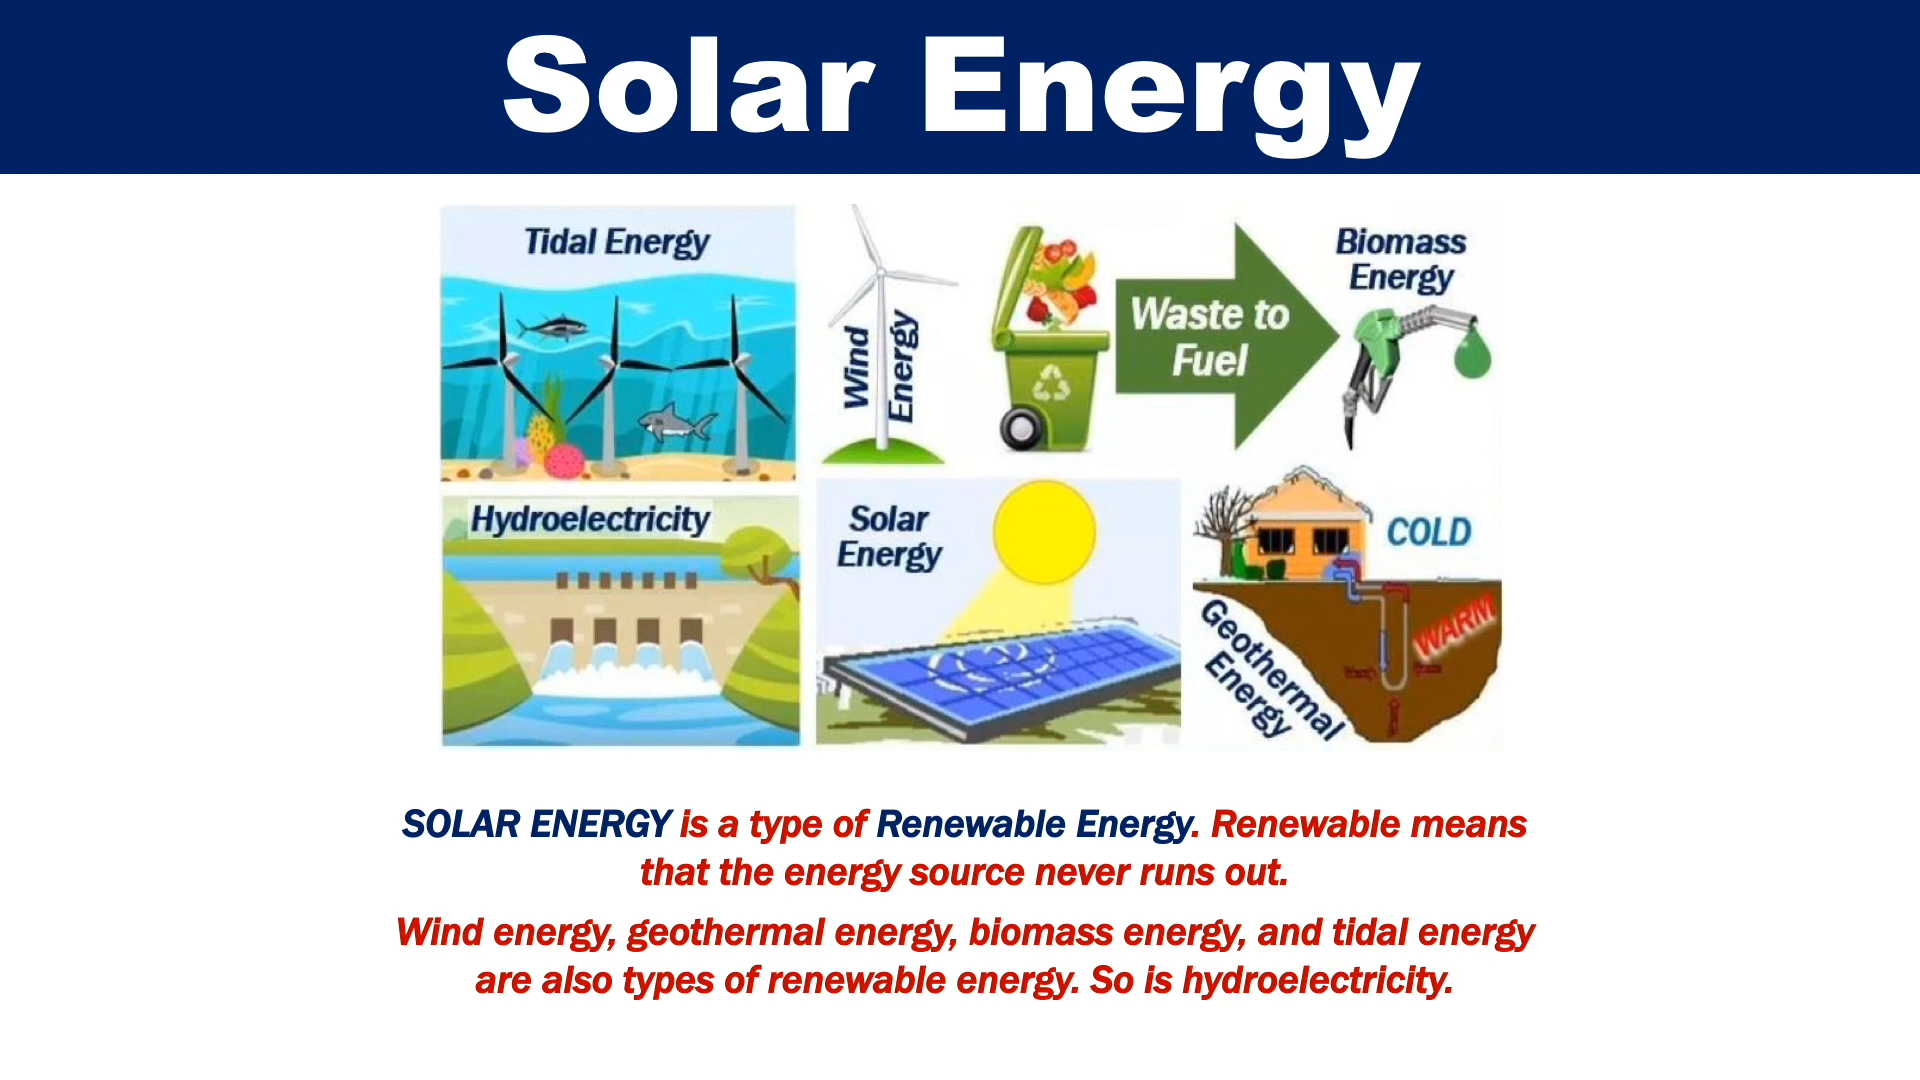 Solar Energy
Tidal Energy
Wind
Energy
Waste to
Fuel
Biomass
Energy
Hydroelectricity
Solar
Energy
COLD
WARM
Geothermal
Energy
SOLAR ENERGY is a type of Renewable Energy. Renewable means
that the energy source never runs out.
Wind energy, geothermal energy, biomass energy, and tidal energy
are also types of renewable energy. So is hydroelectricity.